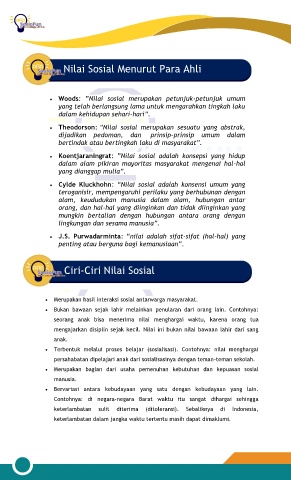 Nilai Sosial Menurut Para Ahli
• Woods: "Nilai sosial merupakan petunjuk-petunjuk umum
yang telah berlangsung lama untuk mengarahkan tingkah laku
dalam kehidupan sehari-hari".
• Theodorson: "Nilai sosial merupakan sesuatu yang abstrak,
dijadikan pedoman, dan prinsip-prinsip umum dalam
bertindak atau bertingkah laku di masyarakat".
• Koentjaraningrat: "Nilai sosial adalah konsepsi yang hidup
dalam alam pikiran mayoritas masyarakat mengenai hal-hal
yang dianggap mulia".
• Cylde Kluckhohn: "Nilai sosial adalah konsensi umum yang
terogranisir, mempengaruhi perilaku yang berhubungan dengan
alam, keududukan manusia dalam alam, hubungan antar
orang, dan hal-hal yang diinginkan dan tidak diinginkan yang
mungkin bertalian dengan hubungan antara orang dengan
lingkungan dan sesama manusia".
• J.S. Purwadarminta: "nilai adalah sifat-sifat (hal-hal) yang
penting atau berguna bagi kemanusiaan".
Ciri-Ciri Nilai Sosial
• Merupakan hasil interaksi sosial antarwarga masyarakat.
• Bukan bawaan sejak lahir melainkan penularan dari orang lain. Contohnya:
seorang anak bisa menerima nilai menghargai waktu, karena orang tua
mengajarkan disiplin sejak kecil. Nilai ini bukan nilai bawaan lahir dari sang
anak.
• Terbentuk melalui proses belajar (sosialisasi). Contohnya: nilai menghargai
persahabatan dipelajari anak dari sosialisasinya dengan teman-teman sekolah.
• Merupakan bagian dari usaha pemenuhan kebutuhan dan kepuasan sosial
manusia.
• Bervariasi antara kebudayaan yang satu dengan kebudayaan yang lain.
Contohnya: di negara-negara Barat waktu itu sangat dihargai sehingga
keterlambatan sulit diterima (ditoleransi). Sebaliknya di Indonesia,
keterlambatan dalam jangka waktu tertentu masih dapat dimaklumi.